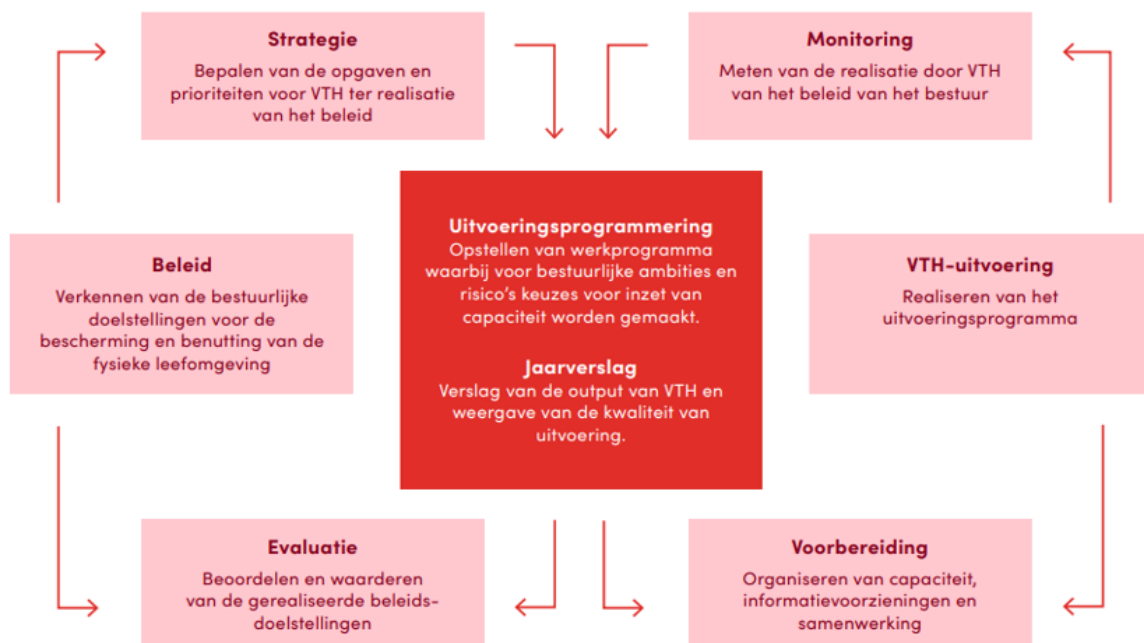 Strategie
Bepalen van de opgaven en
prioriteiten voor VTH ter realisatie
van het beleid
Monitoring
Meten van de realisatie door VTH
van het beleid van het bestuur
Beleid
Verkennen van de bestuurlijke
doelstellingen voor de
bescherming en benutting van de
fysieke leefomgeving
Uitvoeringsprogrammering
Opstellen van werkprogramma
waarbij voor bestuurlijke ambities en
risico's keuzes voor inzet van
capaciteit worden gemaakt.
Jaarverslag
Verslag van de output van VTH en
weergave van de kwaliteit van
uitvoering.
VTH-uitvoering
Realiseren van het
uitvoeringsprogramma
Evaluatie
Beoordelen en waarderen
van de gerealiseerde beleids-
doelstellingen
Voorbereiding
Organiseren van capaciteit,
informatievoorzieningen en
samenwerking